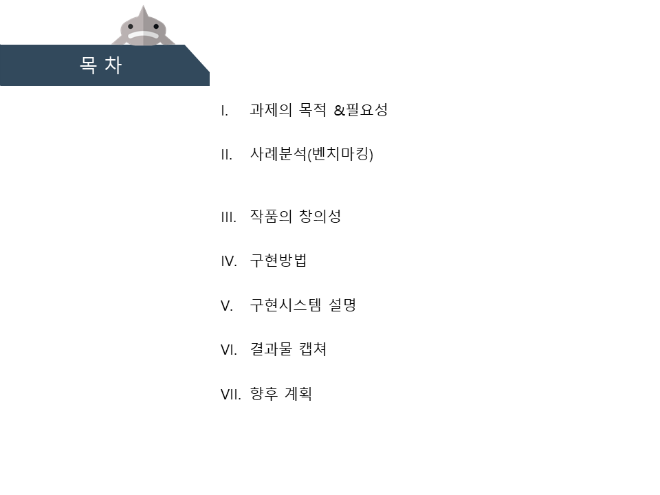 목 차
I. 과제의 목적 &필요성
II. 사례분석(벤치마킹)
III. 작품의 창의성
IV. 구현방법
V. 구현시스템 설명
VI. 결과물 캡쳐
VII. 향후 계획